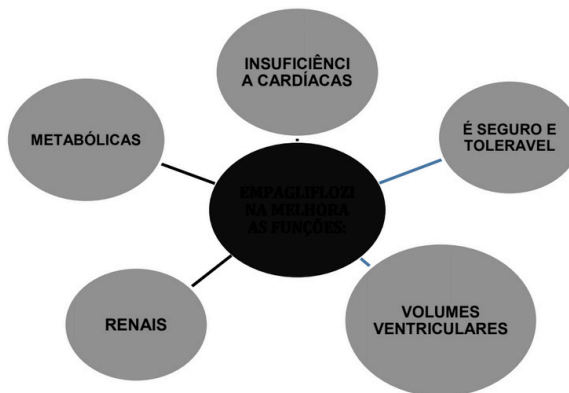 INSUFICIÊNCI
A CARDÍACAS
METABÓLICAS
É SEGURO E
TOLERAVEL
EMPAGLIFLOZI
NA MELHORA
AS FUNÇÕES:
RENAIS
VOLUMES
VENTRICULARES